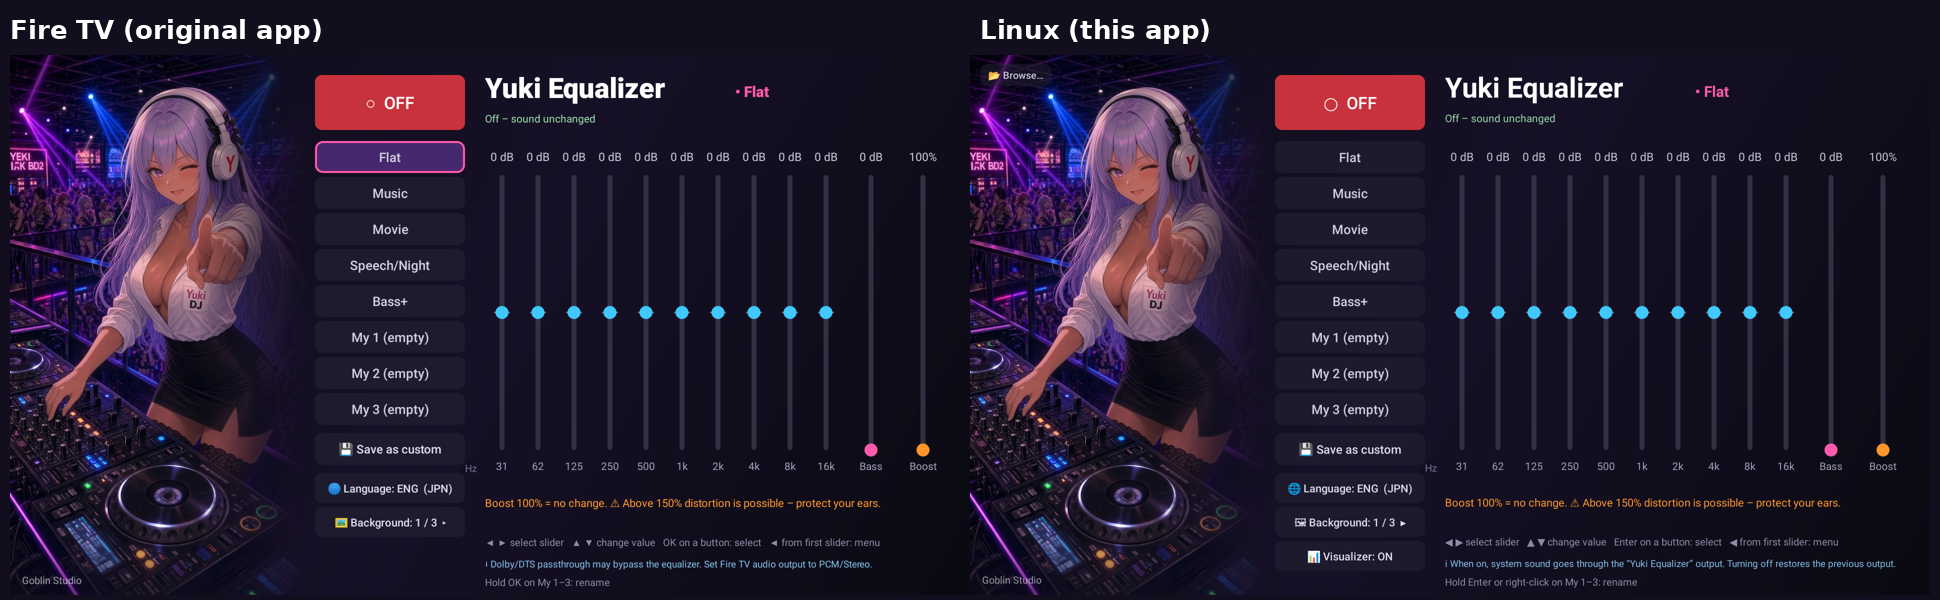 Fire TV (original app)
YEKI
HAK BD2
Y
Yuki
DJ
Goblin Studio
○ OFF
Flat
Music
Movie
Speech/Night
Bass+
My 1 (empty)
My 2 (empty)
My 3 (empty)
💾 Save as custom
🌐 Language: ENG (JPN)
🖼 Background: 1 / 3 ▸
Yuki Equalizer • Flat
Off – sound unchanged
0 dB 0 dB 0 dB 0 dB 0 dB 0 dB 0 dB 0 dB 0 dB 0 dB 0 dB 100%
Hz 31 62 125 250 500 1k 2k 4k 8k 16k Bass Boost
Boost 100% = no change. ⚠ Above 150% distortion is possible – protect your ears.
◄ ► select slider ▲ ▼ change value OK on a button: select ◄ from first slider: menu
i Dolby/DTS passthrough may bypass the equalizer. Set Fire TV audio output to PCM/Stereo.
Hold OK on My 1–3: rename
Linux (this app)
📂 Browse...
YEKI
HAK BD2
Y
Yuki
DJ
Goblin Studio
○ OFF
Flat
Music
Movie
Speech/Night
Bass+
My 1 (empty)
My 2 (empty)
My 3 (empty)
💾 Save as custom
🌐 Language: ENG (JPN)
🖼 Background: 1 / 3 ▸
📊 Visualizer: ON
Yuki Equalizer • Flat
Off – sound unchanged
0 dB 0 dB 0 dB 0 dB 0 dB 0 dB 0 dB 0 dB 0 dB 0 dB 0 dB 100%
Hz 31 62 125 250 500 1k 2k 4k 8k 16k Bass Boost
Boost 100% = no change. ⚠ Above 150% distortion is possible – protect your ears.
◄ ► select slider ▲ ▼ change value Enter on a button: select ◄ from first slider: menu
i When on, system sound goes through the "Yuki Equalizer" output. Turning off restores the previous output.
Hold Enter or right-click on My 1–3: rename